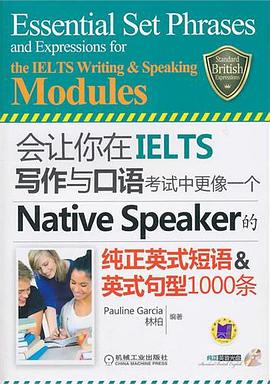 Essential Set Phrases
and Expressions for
the IELTS Writing & Speaking
Modules
Standard
British
Expressions
会让你在IELTS
写作与口语考试中更像一个
Native Speaker的
纯正英式短语&
英式句型1000条
Pauline Garcia
林柏
编著
机械工业出版社